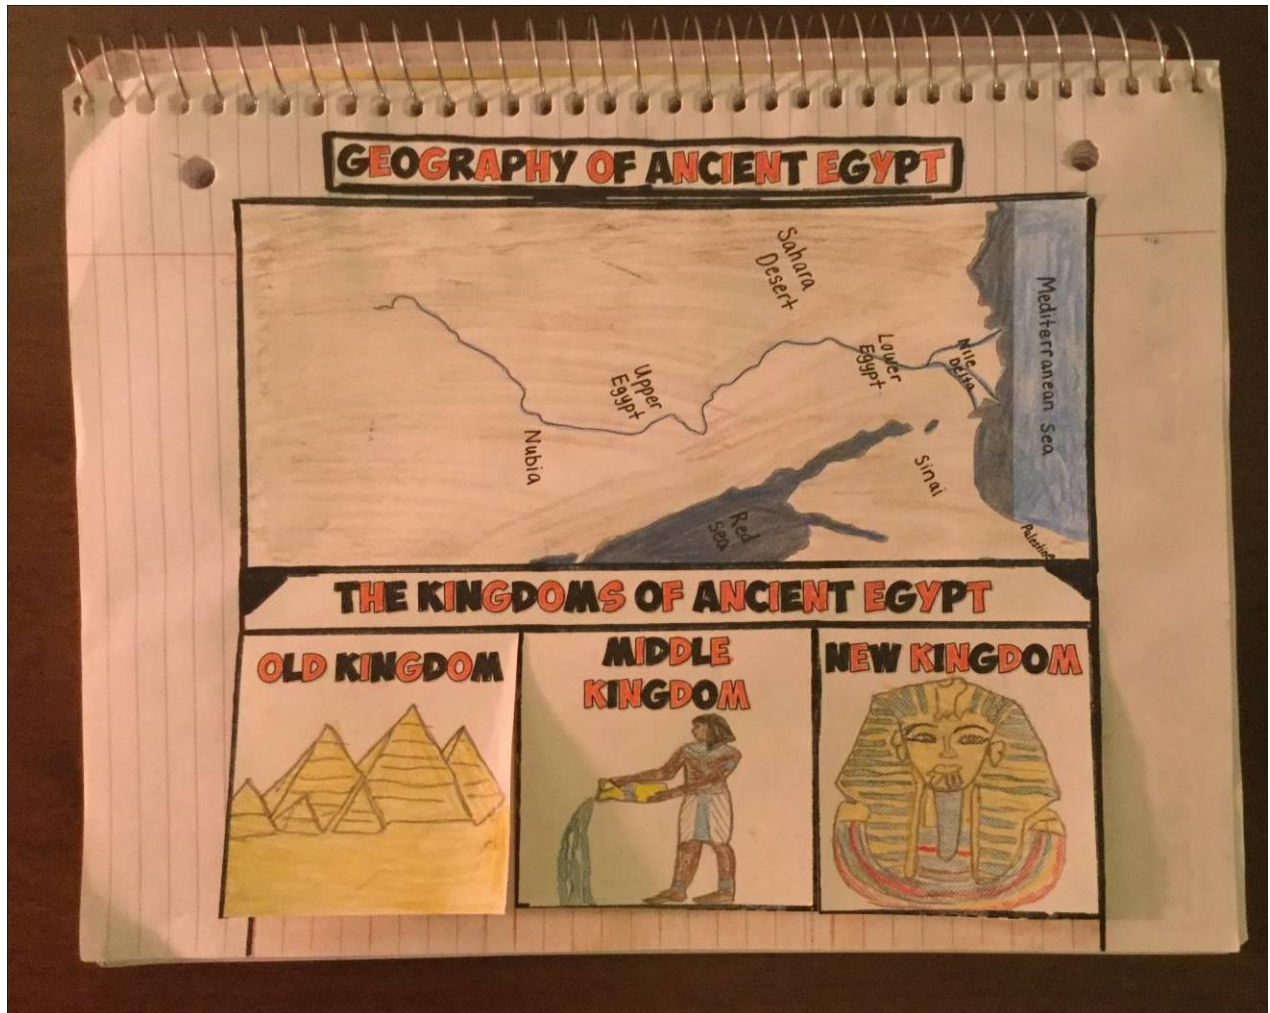 GEOGRAPHY OF ANCIENT EGYPT
Sahara
Desert
Mediterranean Sea
Lower
Egypt
Nile
Delta
Upper
Egypt
Nubia
Sinai
Red
Sea
Palestine
THE KINGDOMS OF ANCIENT EGYPT
OLD KINGDOM
MIDDLE
KINGDOM
NEW KINGDOM